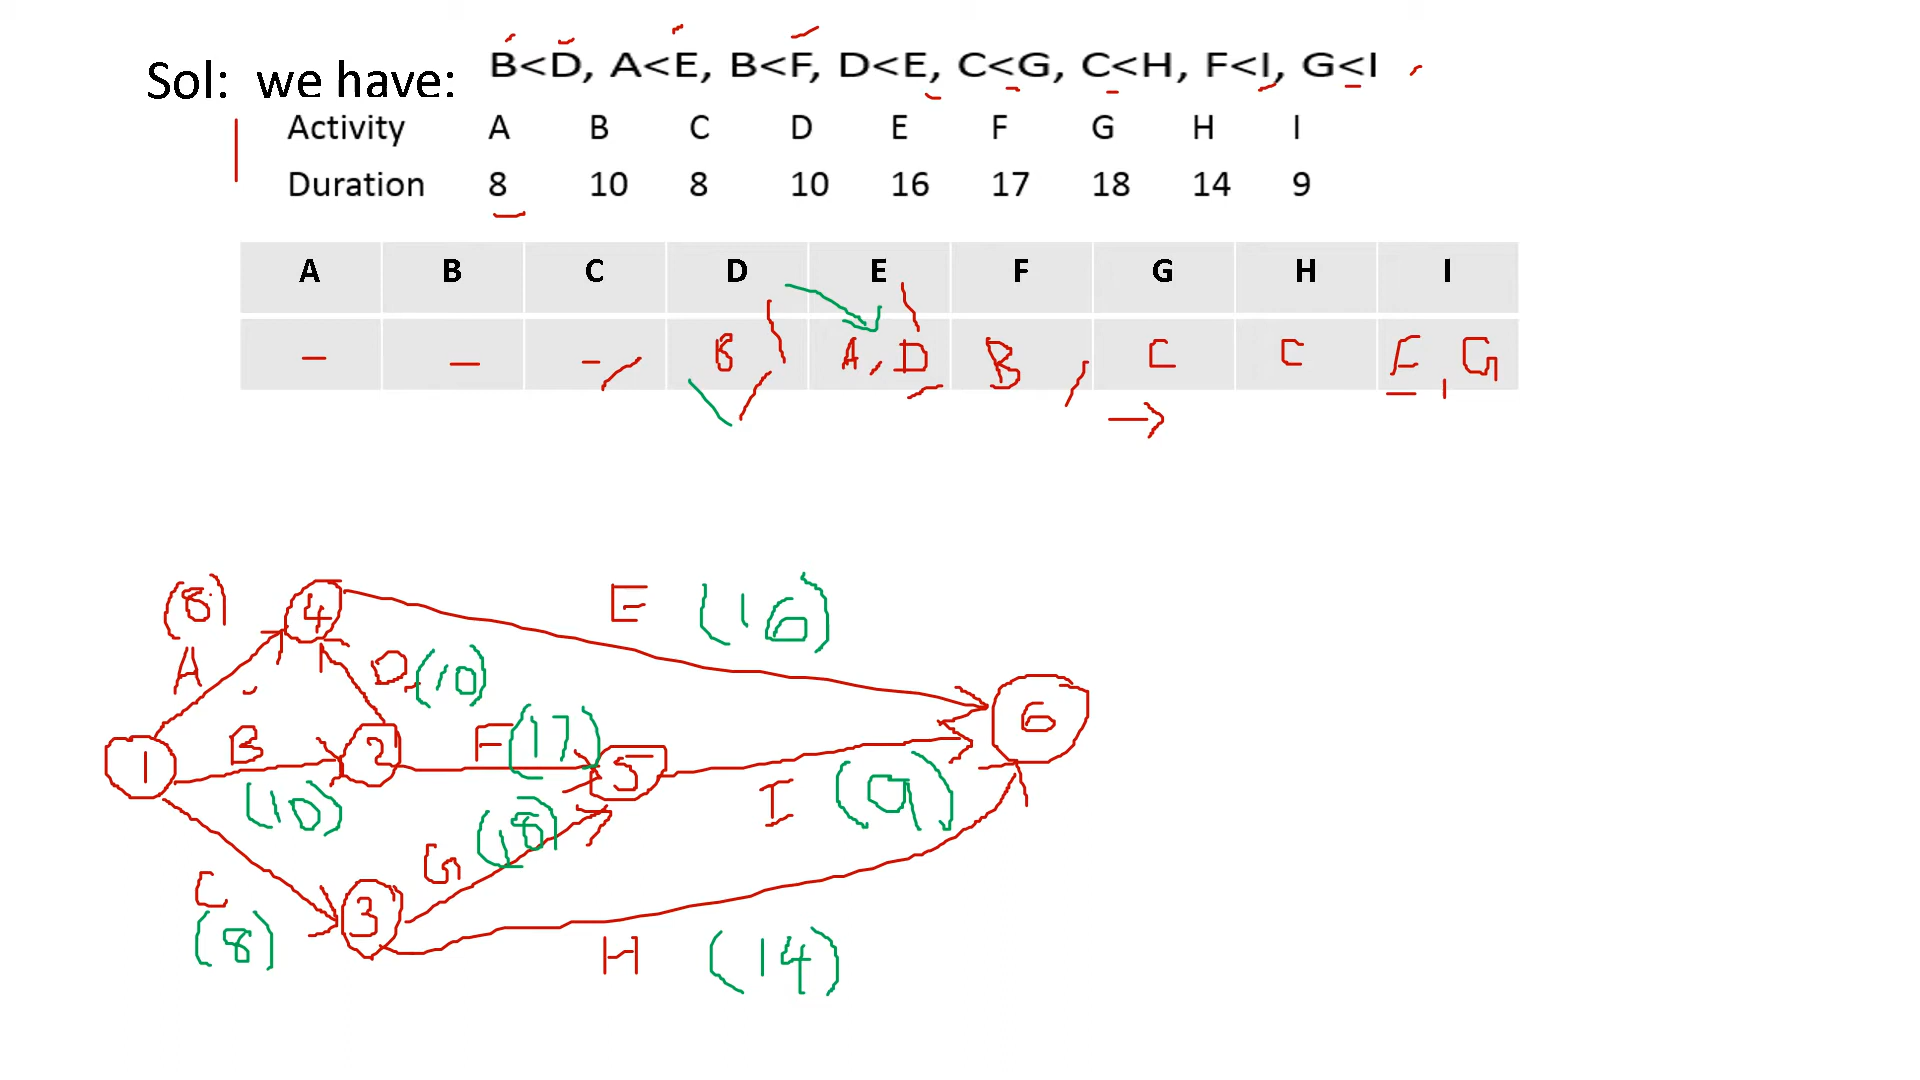 Sol: we have: B<D, A<E, B<F, D<E, C<G, C<H, F<I, G<I
Activity A B C D E F G H I
Duration 8 10 8 10 16 17 18 14 9
A B C D E F G H I
– – – B A, D B C C F, G
(8) 4 E (16)
A D (10)
6
B 2 F (17)
1 5
(10) I (9)
G (18)
C 3
(8) H (14)